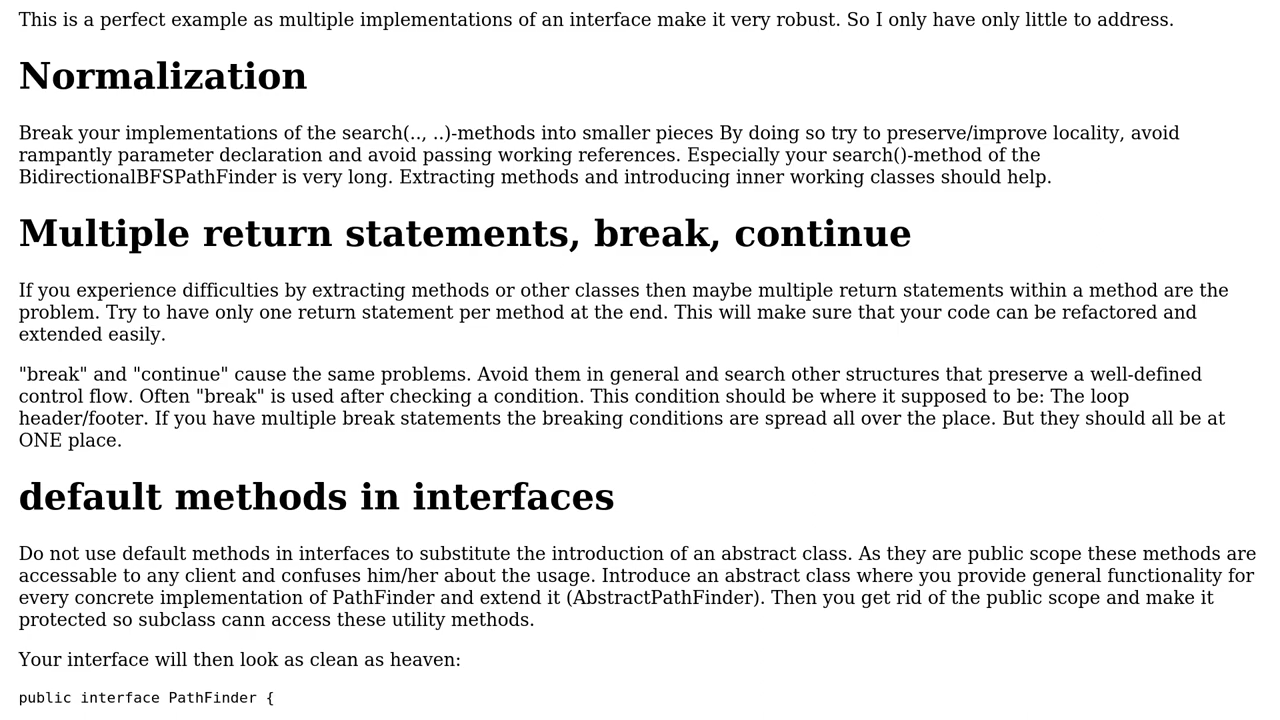 This is a perfect example as multiple implementations of an interface make it very robust. So I only have only little to address.
Normalization
Break your implementations of the search(.., ..)-methods into smaller pieces By doing so try to preserve/improve locality, avoid
rampantly parameter declaration and avoid passing working references. Especially your search()-method of the
BidirectionalBFSPathFinder is very long. Extracting methods and introducing inner working classes should help.
Multiple return statements, break, continue
If you experience difficulties by extracting methods or other classes then maybe multiple return statements within a method are the
problem. Try to have only one return statement per method at the end. This will make sure that your code can be refactored and
extended easily.
"break" and "continue" cause the same problems. Avoid them in general and search other structures that preserve a well-defined
control flow. Often "break" is used after checking a condition. This condition should be where it supposed to be: The loop
header/footer. If you have multiple break statements the breaking conditions are spread all over the place. But they should all be at
ONE place.
default methods in interfaces
Do not use default methods in interfaces to substitute the introduction of an abstract class. As they are public scope these methods are
accessable to any client and confuses him/her about the usage. Introduce an abstract class where you provide general functionality for
every concrete implementation of PathFinder and extend it (AbstractPathFinder). Then you get rid of the public scope and make it
protected so subclass cann access these utility methods.
Your interface will then look as clean as heaven:
public interface PathFinder {